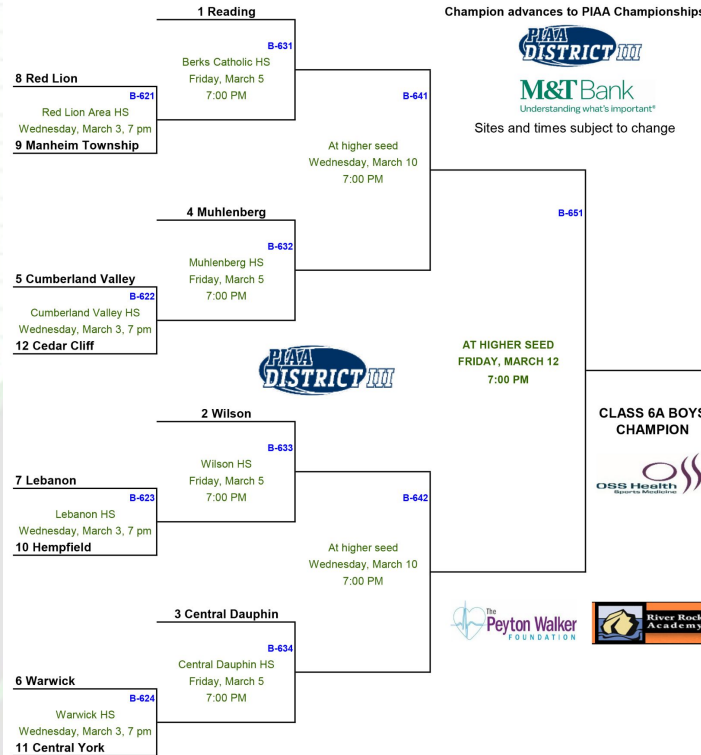 1 Reading
Champion advances to PIAA Championships
B-631
PIAA
DISTRICT III
Berks Catholic HS
Friday, March 5
7:00 PM
8 Red Lion
B-621
Red Lion Area HS
Wednesday, March 3, 7 pm
9 Manheim Township
B-641
M&T Bank
Understanding what's important®
Sites and times subject to change
At higher seed
Wednesday, March 10
7:00 PM
4 Muhlenberg
B-651
B-632
Muhlenberg HS
Friday, March 5
7:00 PM
5 Cumberland Valley
B-622
Cumberland Valley HS
Wednesday, March 3, 7 pm
12 Cedar Cliff
PIAA
DISTRICT III
AT HIGHER SEED
FRIDAY, MARCH 12
7:00 PM
2 Wilson
CLASS 6A BOYS
CHAMPION
B-633
Wilson HS
Friday, March 5
7:00 PM
7 Lebanon
B-623
Lebanon HS
Wednesday, March 3, 7 pm
10 Hempfield
B-642
OSS Health
Sports Medicine
At higher seed
Wednesday, March 10
7:00 PM
3 Central Dauphin
The
Peyton Walker
FOUNDATION
River Rock
Academy
B-634
Central Dauphin HS
Friday, March 5
7:00 PM
6 Warwick
B-624
Warwick HS
Wednesday, March 3, 7 pm
11 Central York